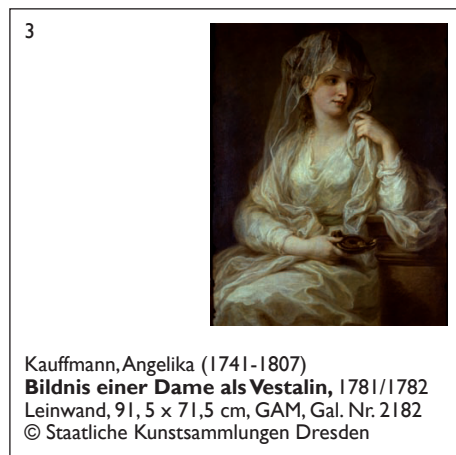 3
Kauffmann, Angelika (1741-1807)
Bildnis einer Dame als Vestalin, 1781/1782
Leinwand, 91, 5 x 71,5 cm, GAM, Gal. Nr. 2182
© Staatliche Kunstsammlungen Dresden